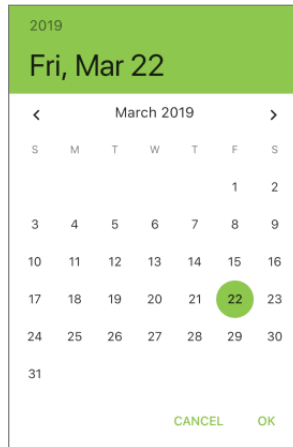 2019
Fri, Mar 22
March 2019
S M T W T F S
1 2
3 4 5 6 7 8 9
10 11 12 13 14 15 16
17 18 19 20 21 22 23
24 25 26 27 28 29 30
31
CANCEL OK